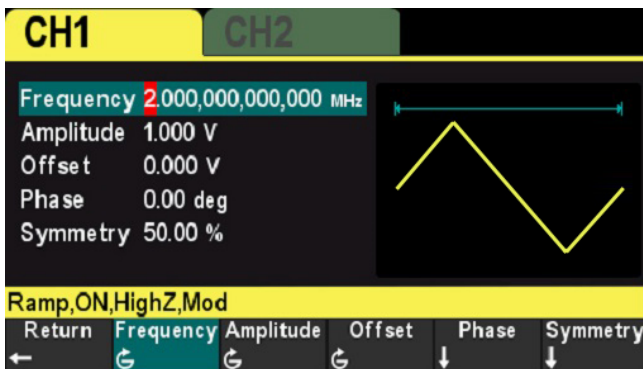 CH1 CH2
Frequency 2.000,000,000,000 MHz
Amplitude 1.000 V
Offset 0.000 V
Phase 0.00 deg
Symmetry 50.00 %
Ramp,ON,HighZ,Mod
Return Frequency Amplitude Offset Phase Symmetry